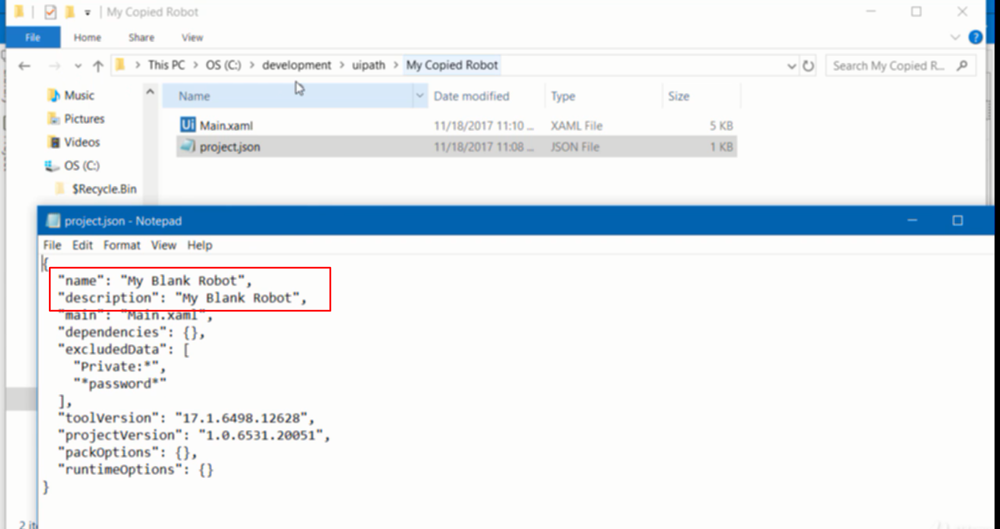 My Copied Robot
File Home Share View
This PC > OS (C:) > development > uipath > My Copied Robot
Search My Copied R...
Music
Pictures
Videos
OS (C:)
$Recycle.Bin
Name Date modified Type Size
Ui Main.xaml 11/18/2017 11:10 ... XAML File 5 KB
project.json 11/18/2017 11:08 ... JSON File 1 KB
project.json - Notepad
File Edit Format View Help
{
"name": "My Blank Robot",
"description": "My Blank Robot",
"main": "Main.xaml",
"dependencies": {},
"excludedData": [
"Private:*",
"*password*"
],
"toolVersion": "17.1.6498.12628",
"projectVersion": "1.0.6531.20051",
"packOptions": {},
"runtimeOptions": {}
}